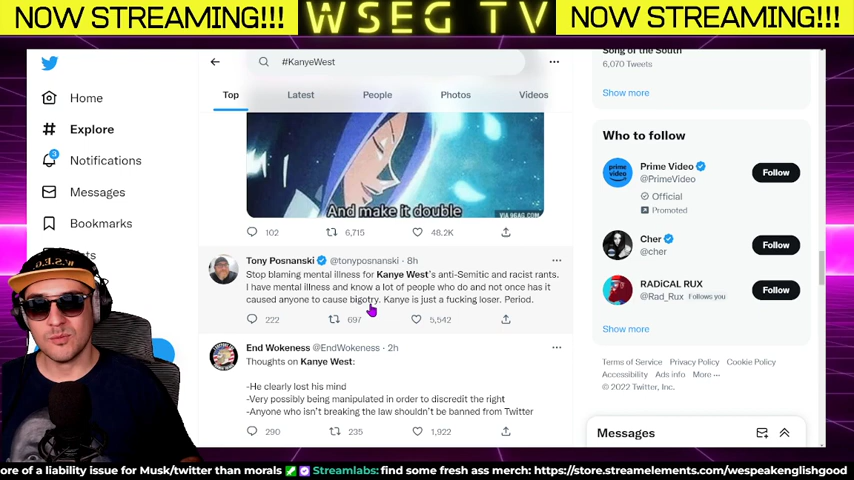 NOW STREAMING!!!
WSEG TV
NOW STREAMING!!!
#KanyeWest
Top
Latest
People
Photos
Videos
Home
Explore
3
Notifications
Messages
Bookmarks
And make it double
VIA 9GAG.COM
102
6,715
48.2K
Tony Posnanski @tonyposnanski · 8h
Stop blaming mental illness for Kanye West's anti-Semitic and racist rants.
I have mental illness and know a lot of people who do and not once has it
caused anyone to cause bigotry. Kanye is just a fucking loser. Period.
222
697
5,542
End Wokeness @EndWokeness · 2h
Thoughts on Kanye West:
-He clearly lost his mind
-Very possibly being manipulated in order to discredit the right
-Anyone who isn't breaking the law shouldn't be banned from Twitter
290
235
1,922
Song of the South
6,070 Tweets
Show more
Who to follow
prime video
Prime Video
@PrimeVideo
Official
Promoted
Follow
Cher
@cher
Follow
RADiCAL RUX
@Rad_Rux Follows you
Follow
Show more
Terms of Service Privacy Policy Cookie Policy
Accessibility Ads info More
© 2022 Twitter, Inc.
Messages
W.S.E.G.
ore of a liability issue for Musk/twitter than morals Streamlabs: find some fresh ass merch: https://store.streamelements.com/wespeakenglishgood